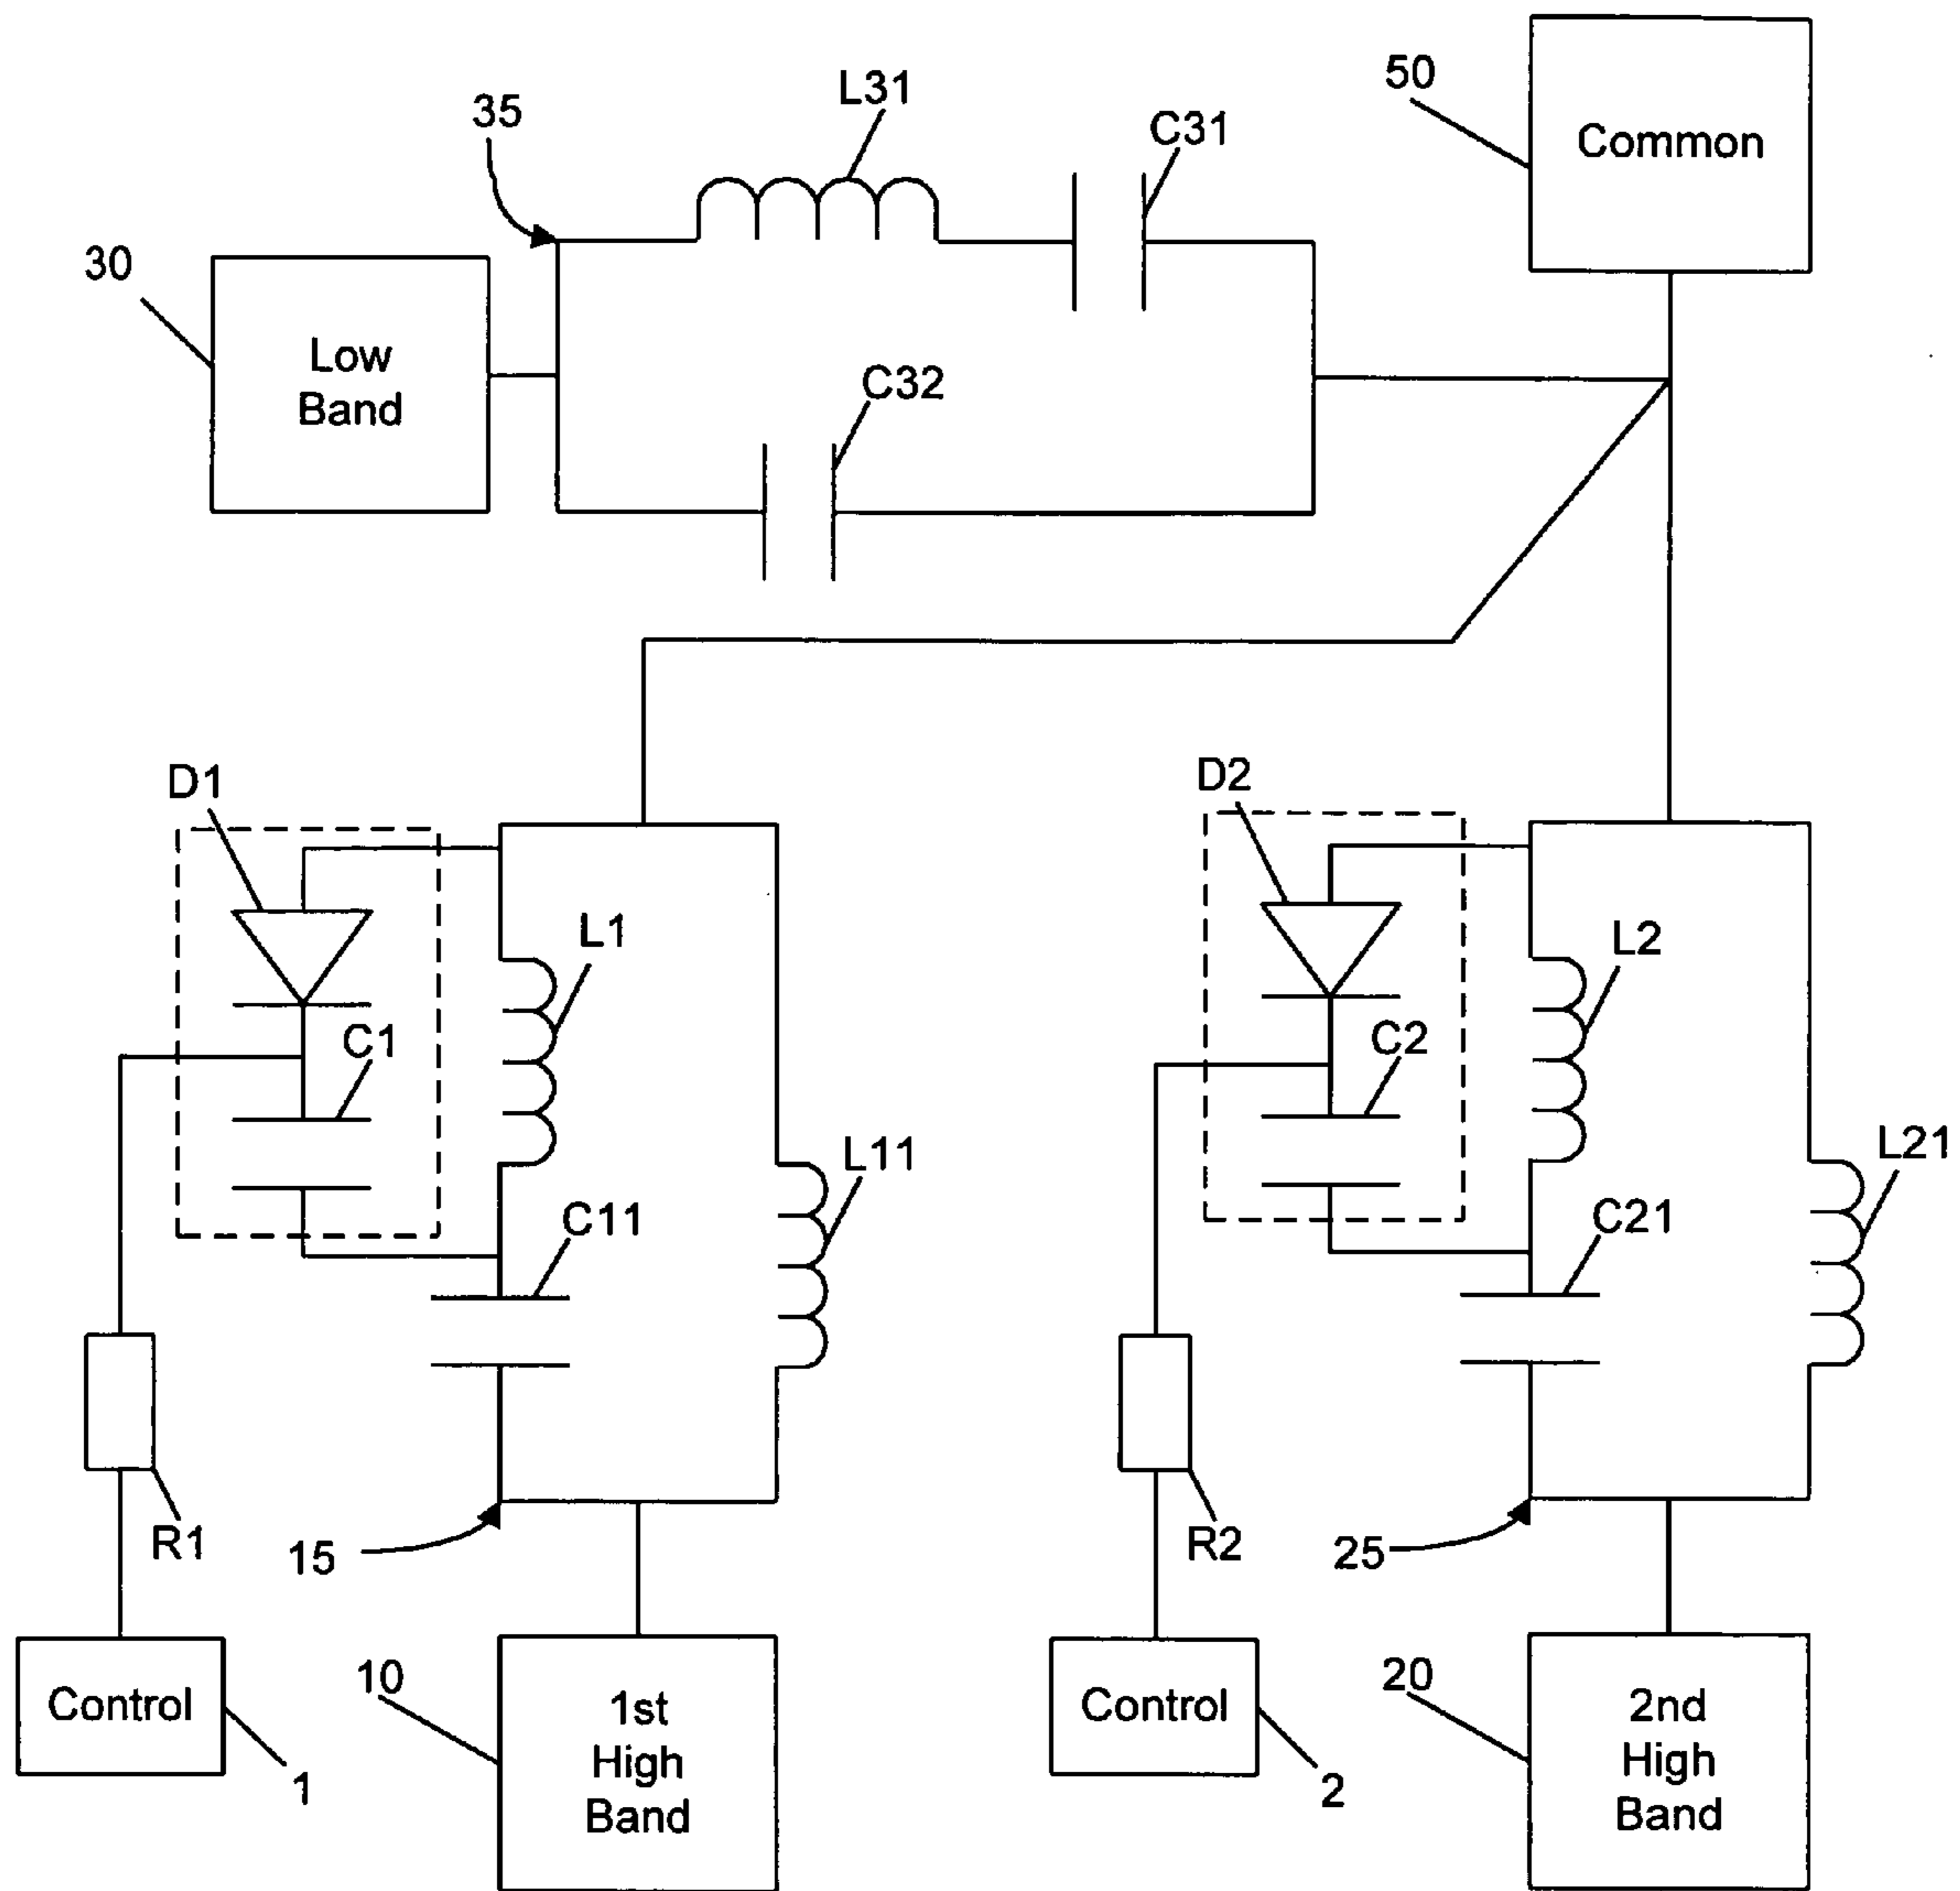 50
Common
L31
35
C31
30
Low
Band
C32
D1
D2
L1
L2
C1
C2
L11
L21
C11
C21
R1
15
R2
25
Control
1
10
1st
High
Band
Control
2
20
2nd
High
Band